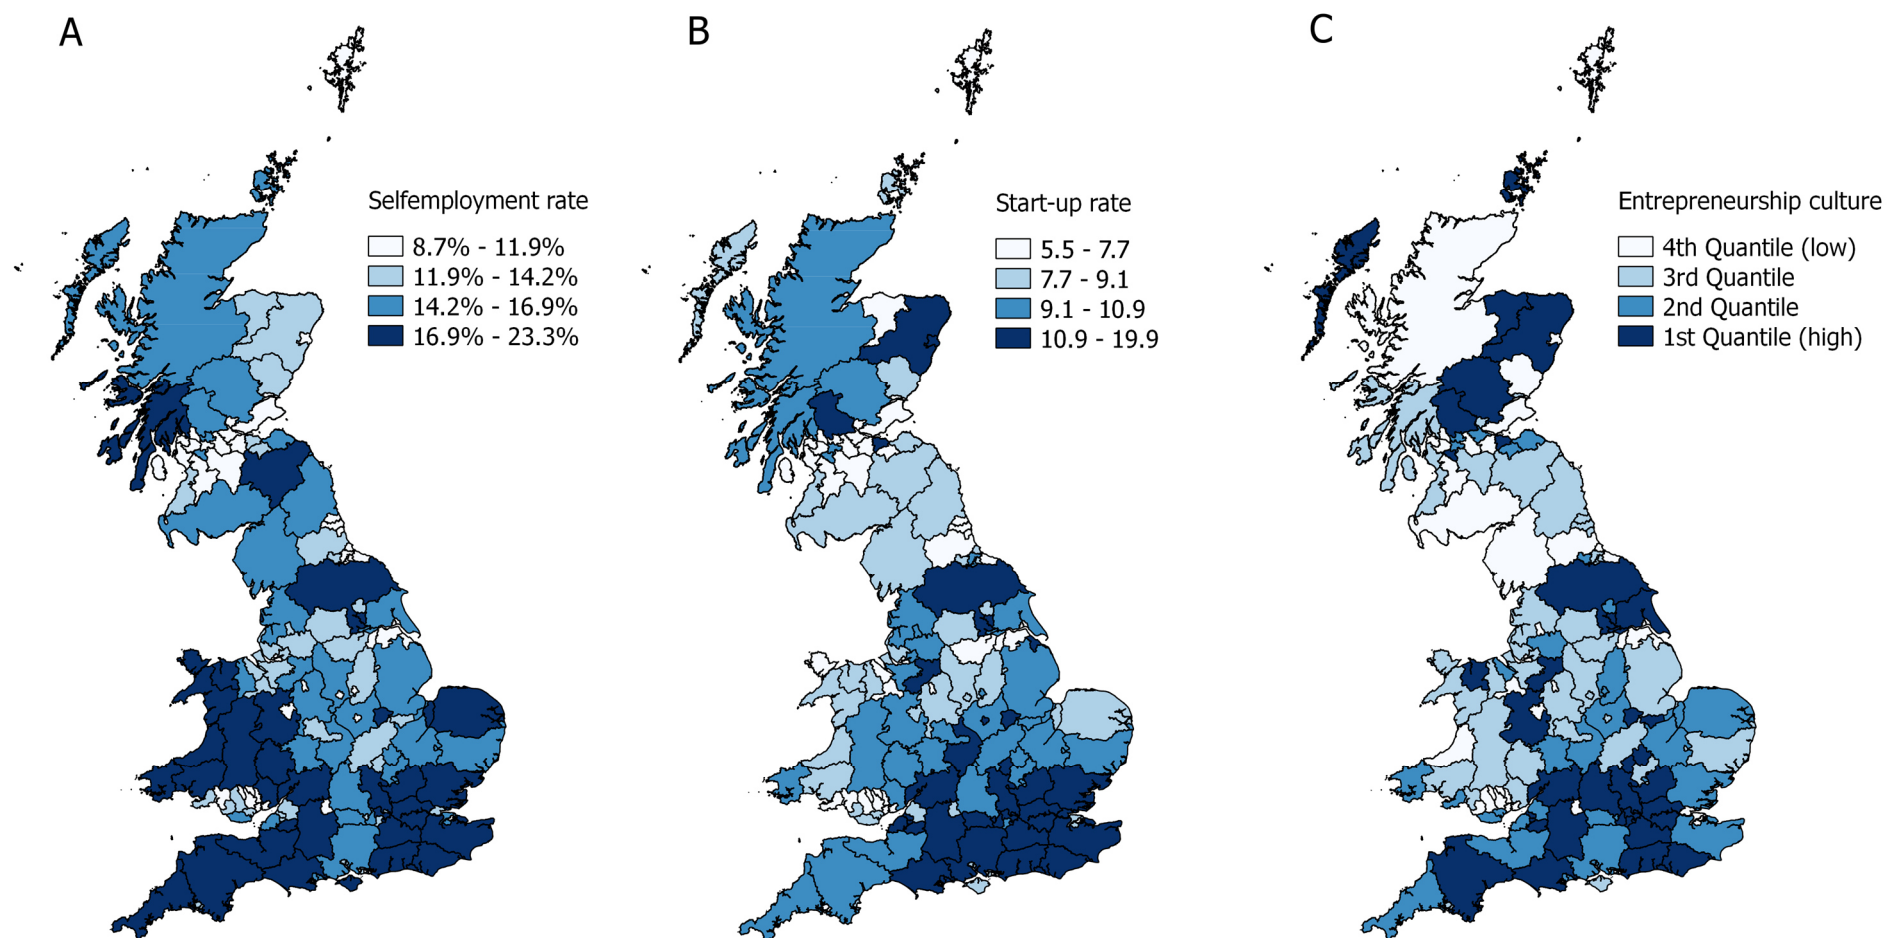 A
B
C
Selfemployment rate
8.7% - 11.9%
11.9% - 14.2%
14.2% - 16.9%
16.9% - 23.3%
Start-up rate
5.5 - 7.7
7.7 - 9.1
9.1 - 10.9
10.9 - 19.9
Entrepreneurship culture
4th Quantile (low)
3rd Quantile
2nd Quantile
1st Quantile (high)